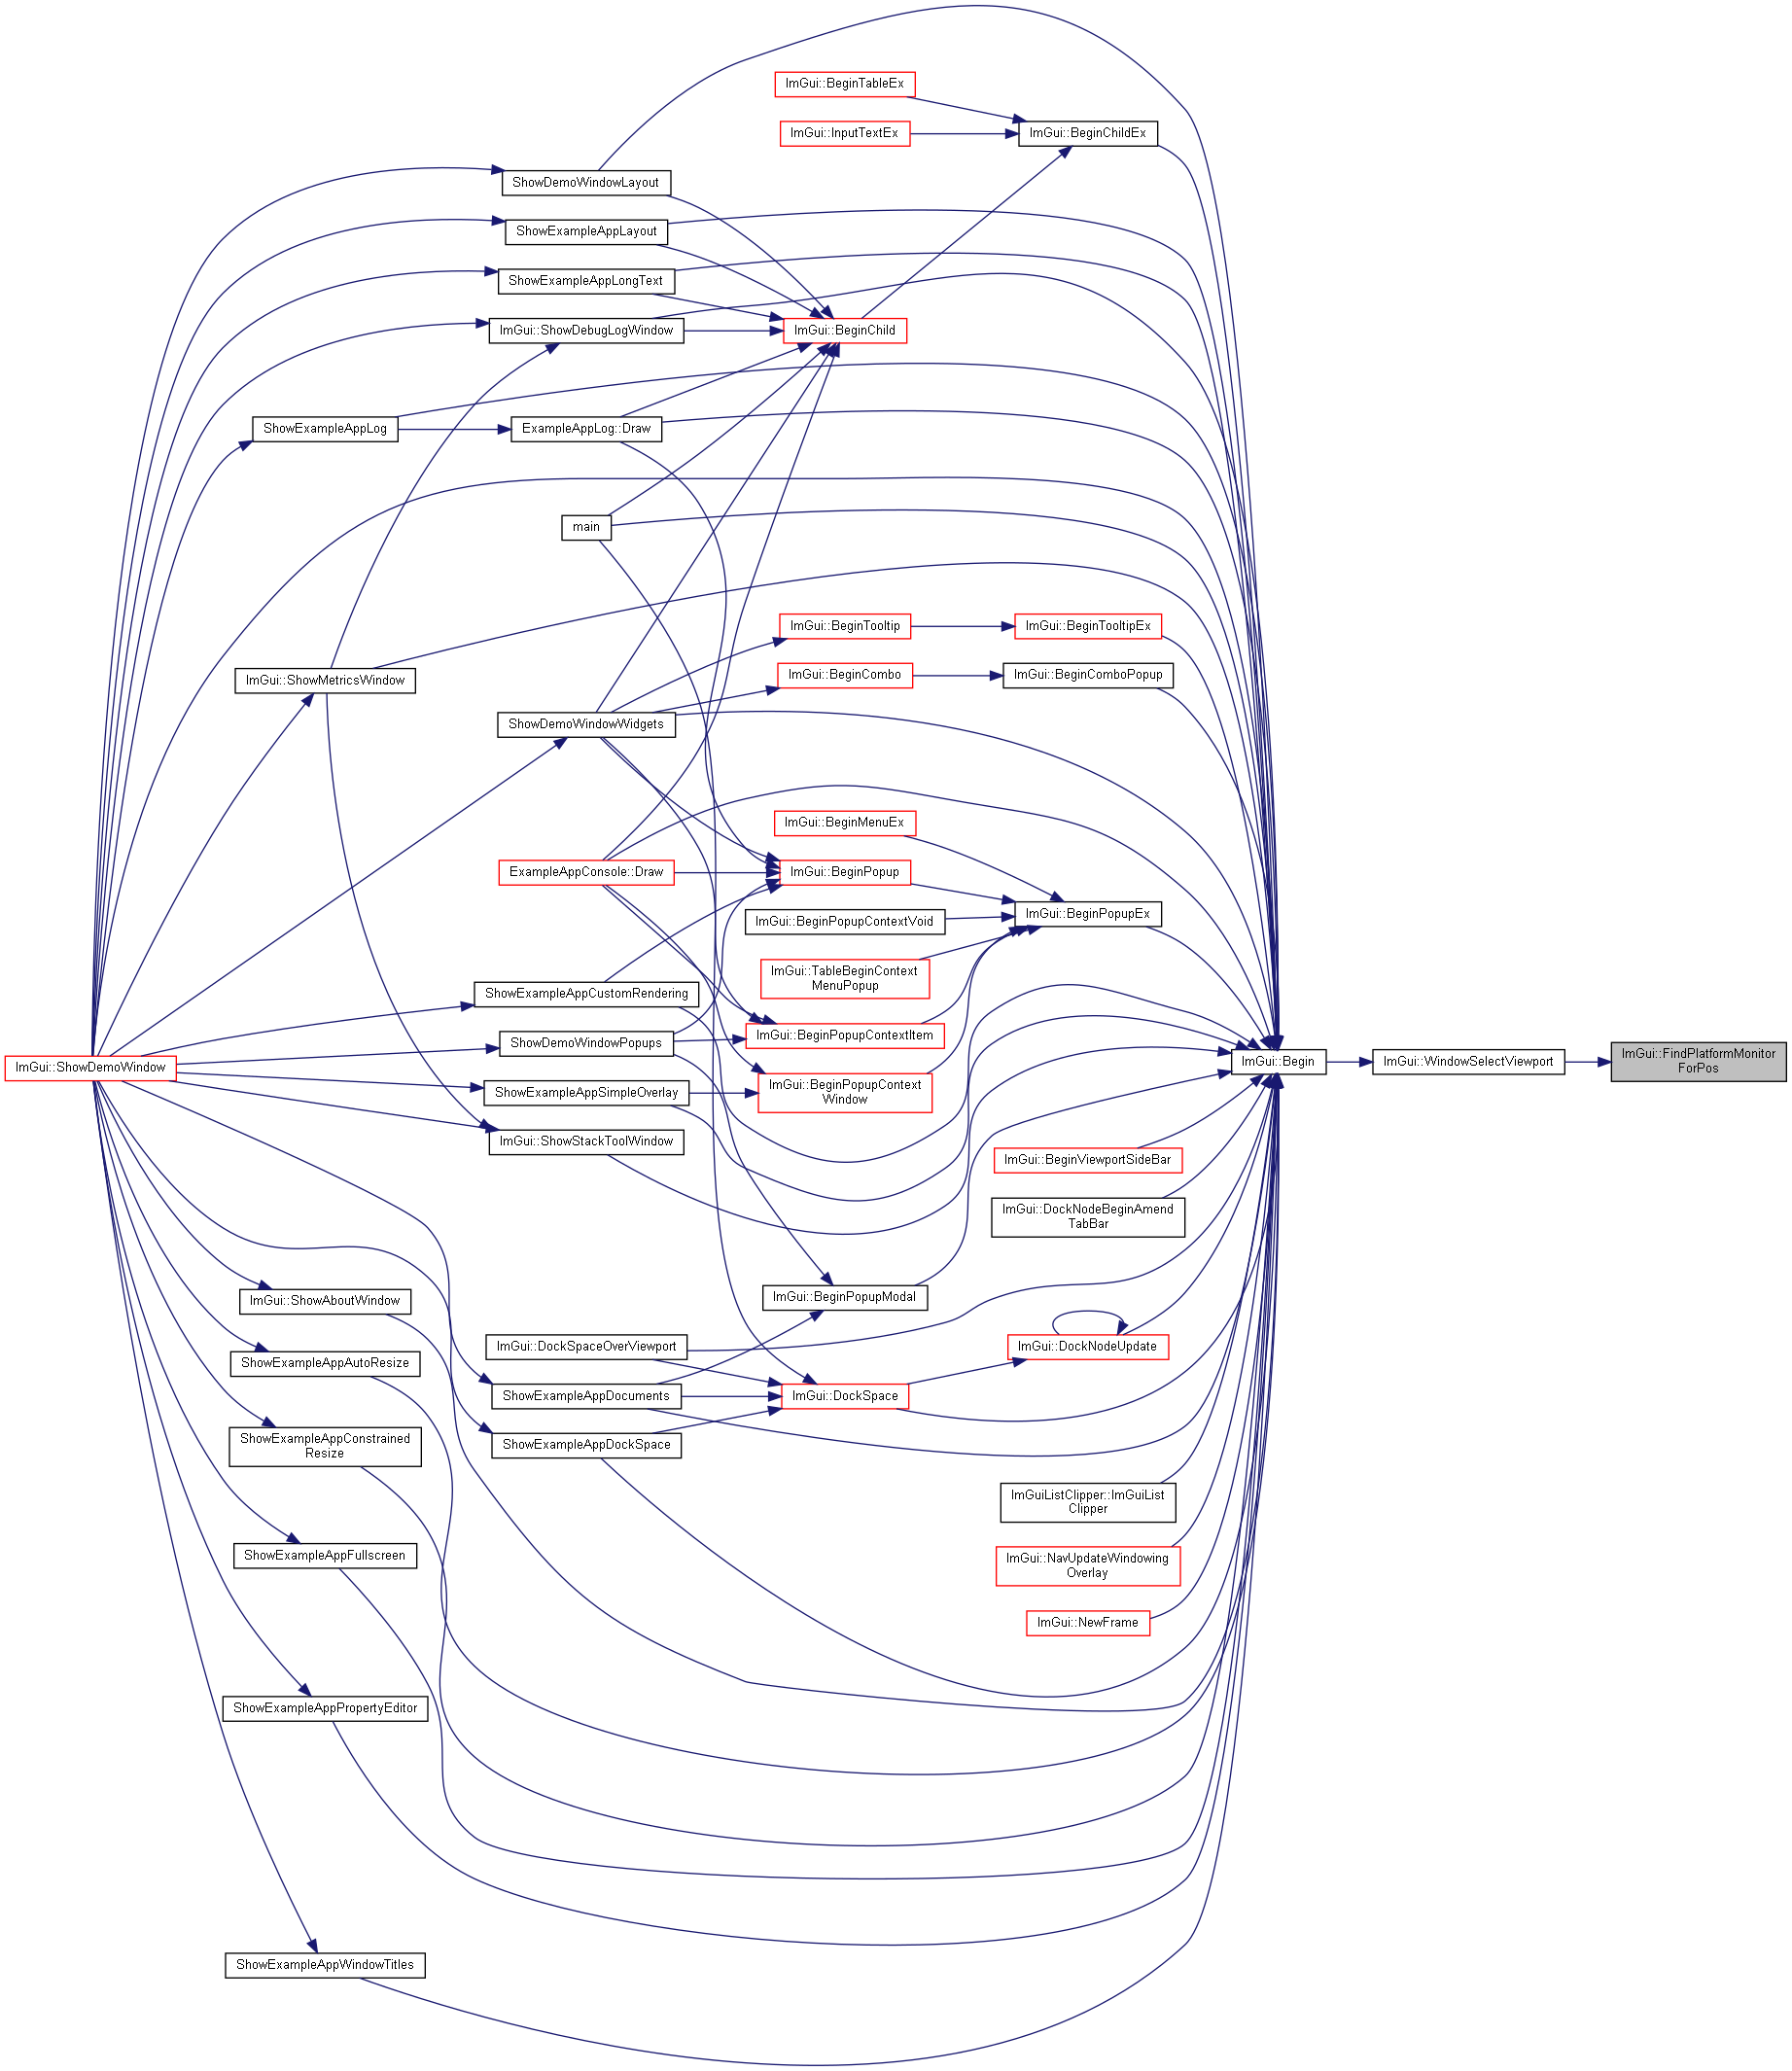 ImGui::BeginTableEx
ImGui::InputTextEx
ImGui::BeginChildEx
ShowDemoWindowLayout
ShowExampleAppLayout
ShowExampleAppLongText
ImGui::ShowDebugLogWindow
ImGui::BeginChild
ShowExampleAppLog
ExampleAppLog::Draw
main
ImGui::BeginTooltip
ImGui::BeginTooltipEx
ImGui::ShowMetricsWindow
ImGui::BeginCombo
ImGui::BeginComboPopup
ShowDemoWindowWidgets
ImGui::BeginMenuEx
ExampleAppConsole::Draw
ImGui::BeginPopup
ImGui::BeginPopupContextVoid
ImGui::BeginPopupEx
ImGui::TableBeginContext
MenuPopup
ShowExampleAppCustomRendering
ImGui::BeginPopupContextItem
ShowDemoWindowPopups
ImGui::ShowDemoWindow
ImGui::Begin
ImGui::WindowSelectViewport
ImGui::FindPlatformMonitor
ForPos
ShowExampleAppSimpleOverlay
ImGui::BeginPopupContext
Window
ImGui::ShowStackToolWindow
ImGui::BeginViewportSideBar
ImGui::DockNodeBeginAmend
TabBar
ImGui::ShowAboutWindow
ImGui::BeginPopupModal
ImGui::DockSpaceOverViewport
ImGui::DockNodeUpdate
ShowExampleAppAutoResize
ShowExampleAppDocuments
ImGui::DockSpace
ShowExampleAppConstrained
Resize
ShowExampleAppDockSpace
ImGuiListClipper::ImGuiList
Clipper
ShowExampleAppFullscreen
ImGui::NavUpdateWindowing
Overlay
ImGui::NewFrame
ShowExampleAppPropertyEditor
ShowExampleAppWindowTitles